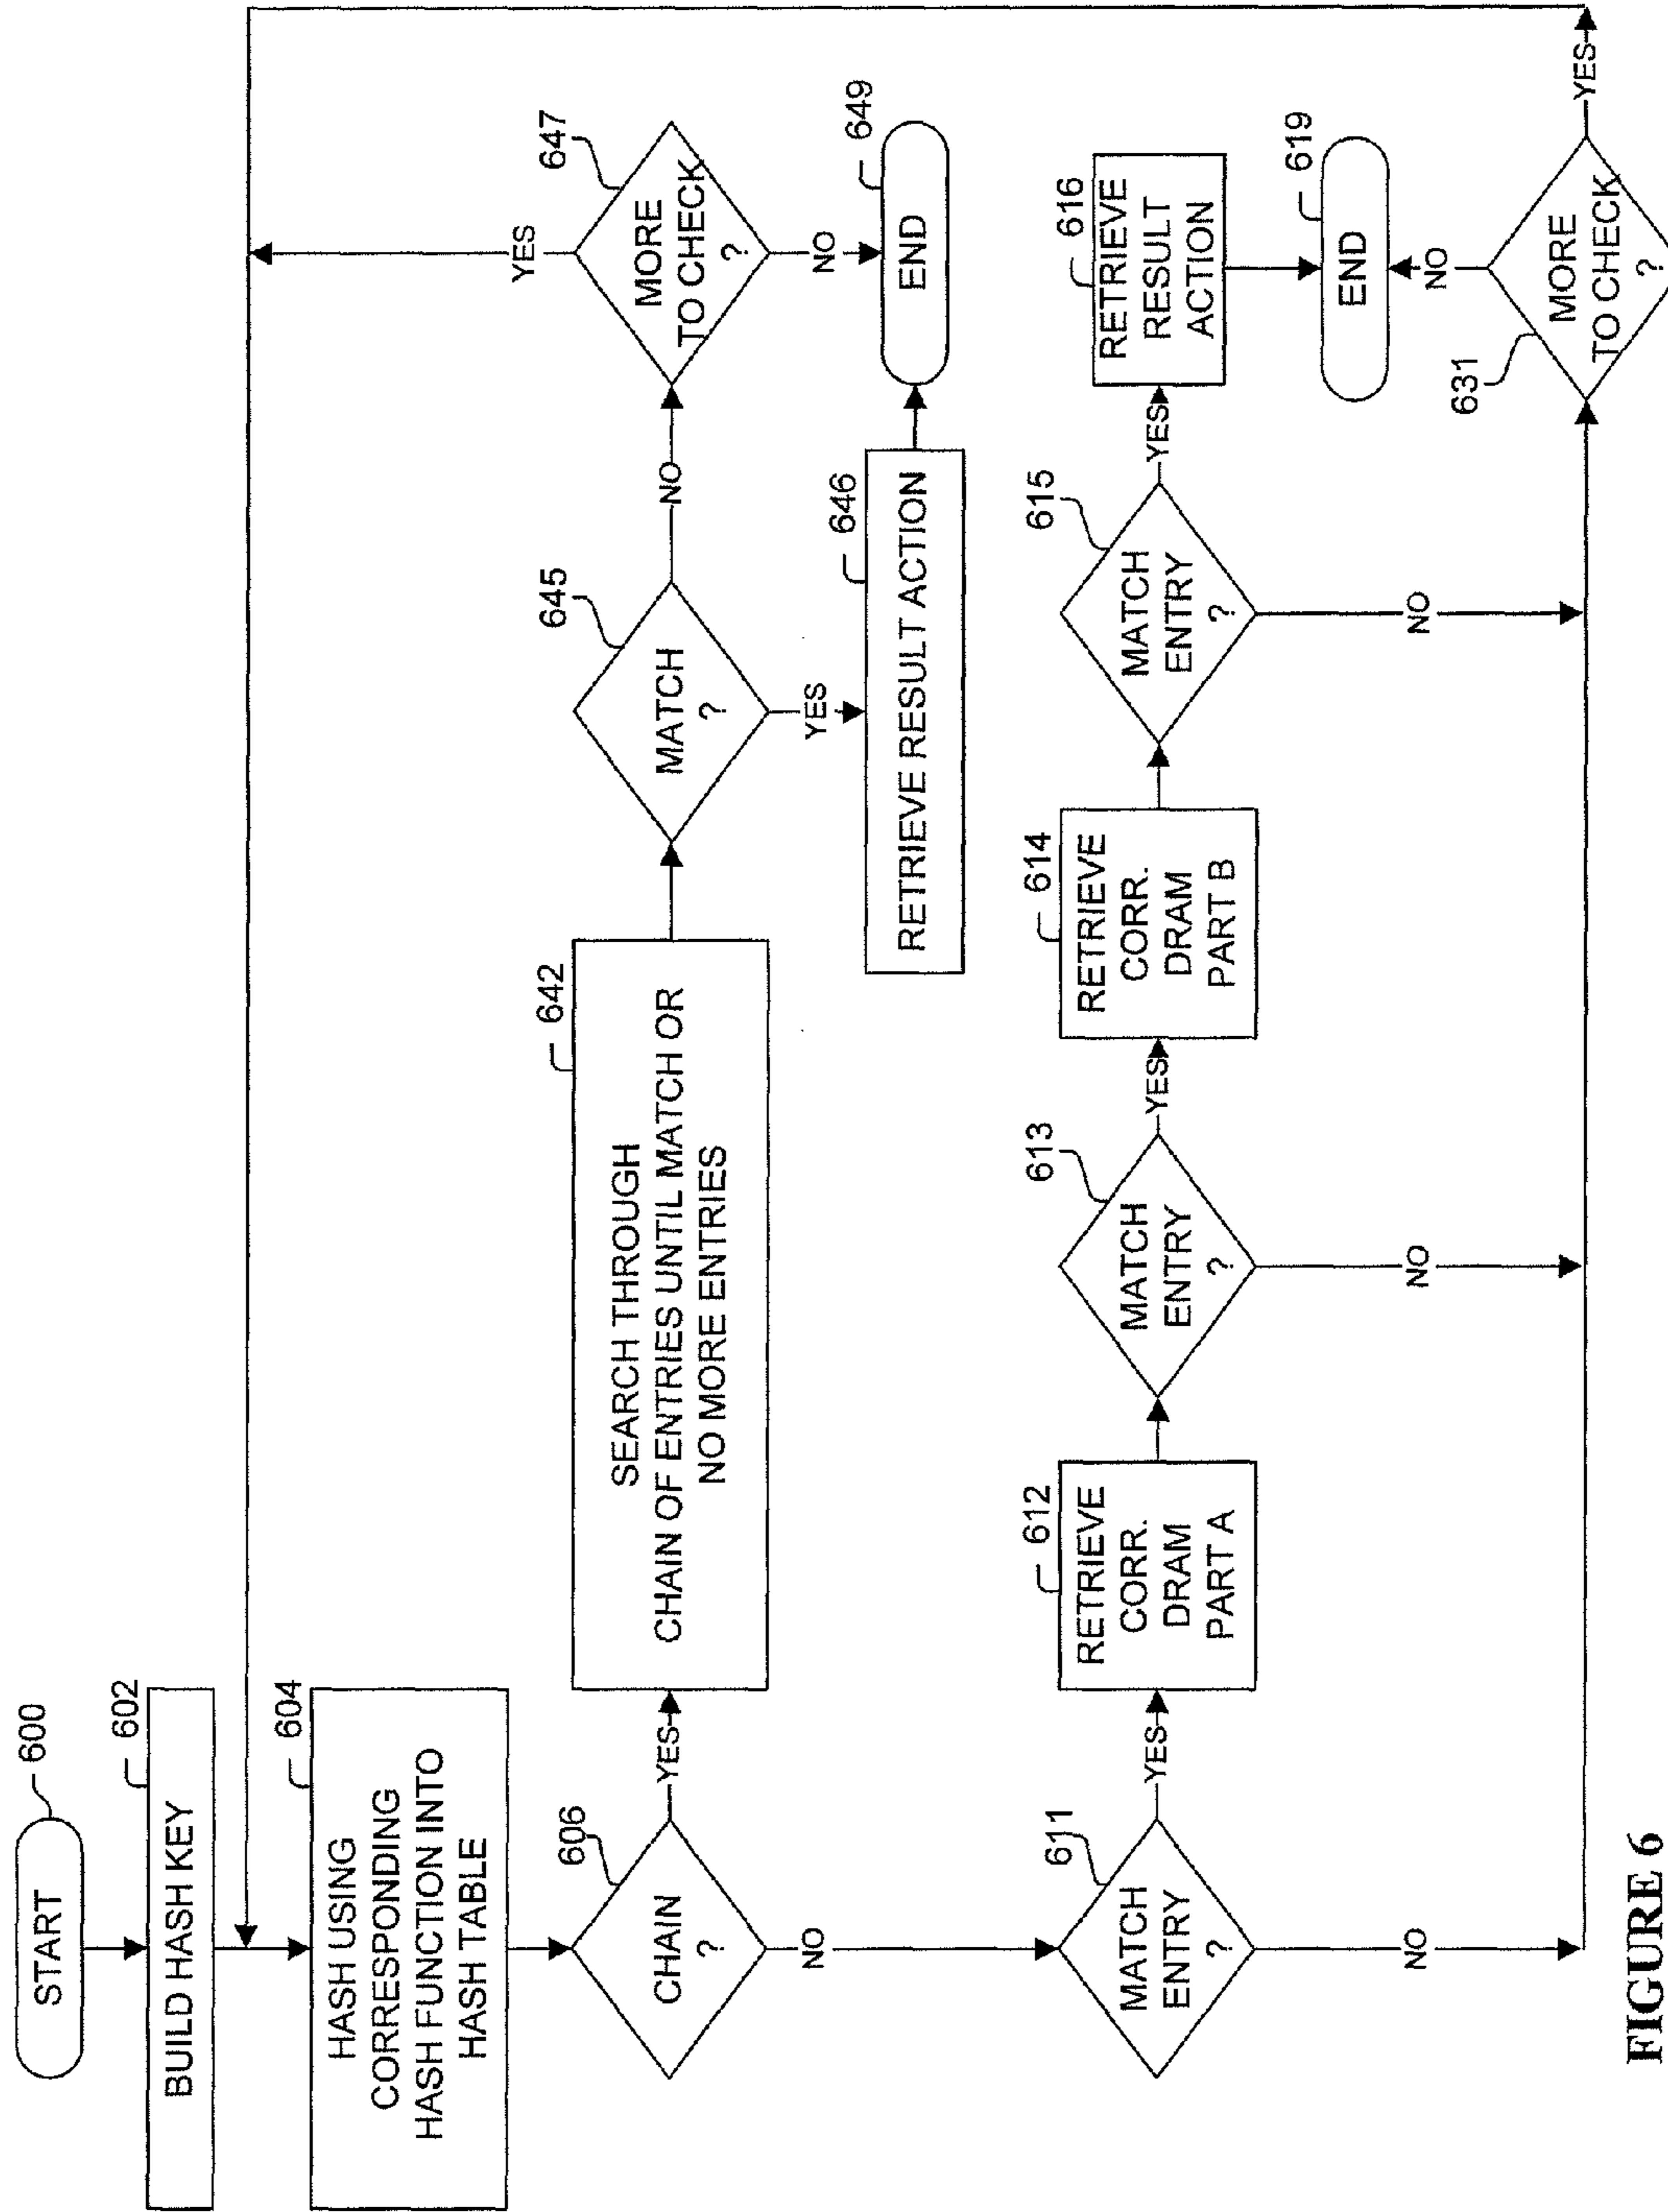 600
START
602
BUILD HASH KEY
604
HASH USING
CORRESPONDING
HASH FUNCTION INTO
HASH TABLE
606
CHAIN
?
YES
NO
642
SEARCH THROUGH
CHAIN OF ENTRIES UNTIL MATCH OR
NO MORE ENTRIES
645
MATCH
?
NO
YES
646
RETRIEVE RESULT ACTION
647
MORE
TO CHECK
?
YES
NO
649
END
611
MATCH
ENTRY
?
YES
NO
612
RETRIEVE
CORR.
DRAM
PART A
613
MATCH
ENTRY
?
YES
NO
614
RETRIEVE
CORR.
DRAM
PART B
615
MATCH
ENTRY
?
YES
NO
616
RETRIEVE
RESULT
ACTION
619
END
NO
631
MORE
TO CHECK
?
YES
FIGURE 6